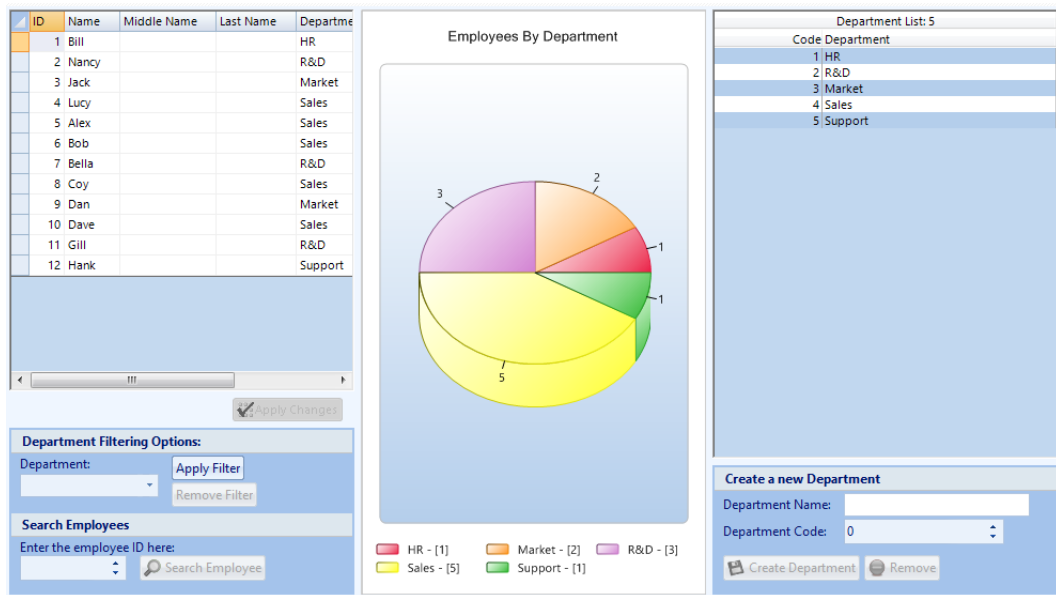 ID Name Middle Name Last Name Departme
1 Bill HR
2 Nancy R&D
3 Jack Market
4 Lucy Sales
5 Alex Sales
6 Bob Sales
7 Bella R&D
8 Coy Sales
9 Dan Market
10 Dave Sales
11 Gill R&D
12 Hank Support
Apply Changes
Department Filtering Options:
Department:
Apply Filter
Remove Filter
Search Employees
Enter the employee ID here:
Search Employee
Employees By Department
3
2
1
1
5
HR - [1] Market - [2] R&D - [3]
Sales - [5] Support - [1]
Department List: 5
Code Department
1 HR
2 R&D
3 Market
4 Sales
5 Support
Create a new Department
Department Name:
Department Code: 0
Create Department Remove